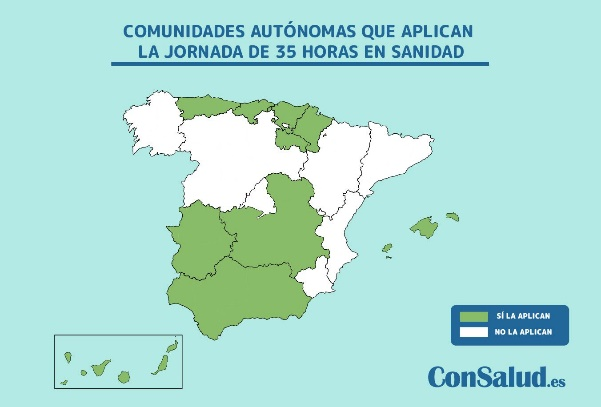 COMUNIDADES AUTÓNOMAS QUE APLICAN
LA JORNADA DE 35 HORAS EN SANIDAD
SÍ LA APLICAN
NO LA APLICAN
ConSalud.es